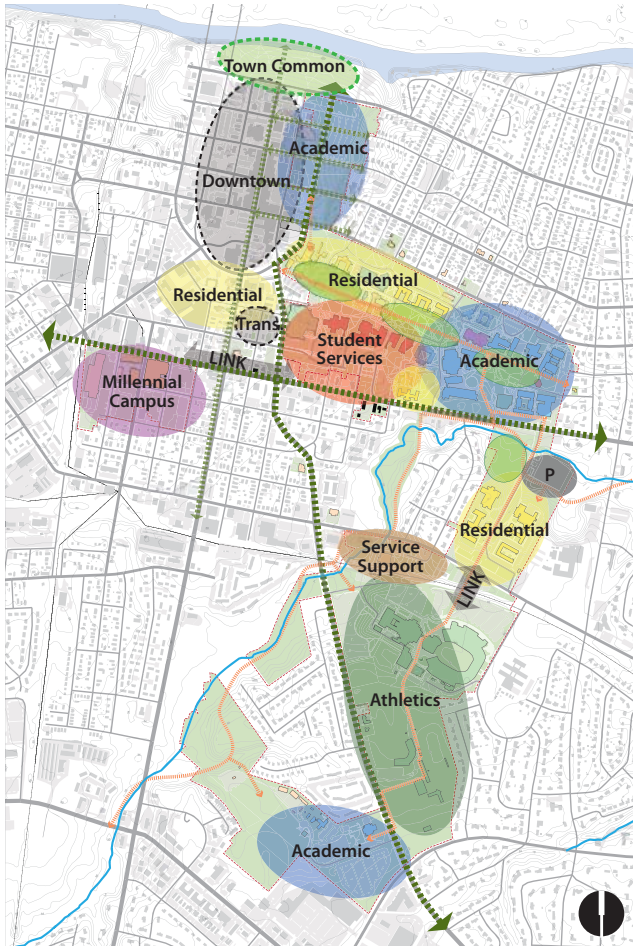 Town Common
Academic
Downtown
Residential
Residential
Trans
LINK
Student
Services
Academic
Millennial
Campus
P
Residential
Service
Support
LINK
Athletics
Academic